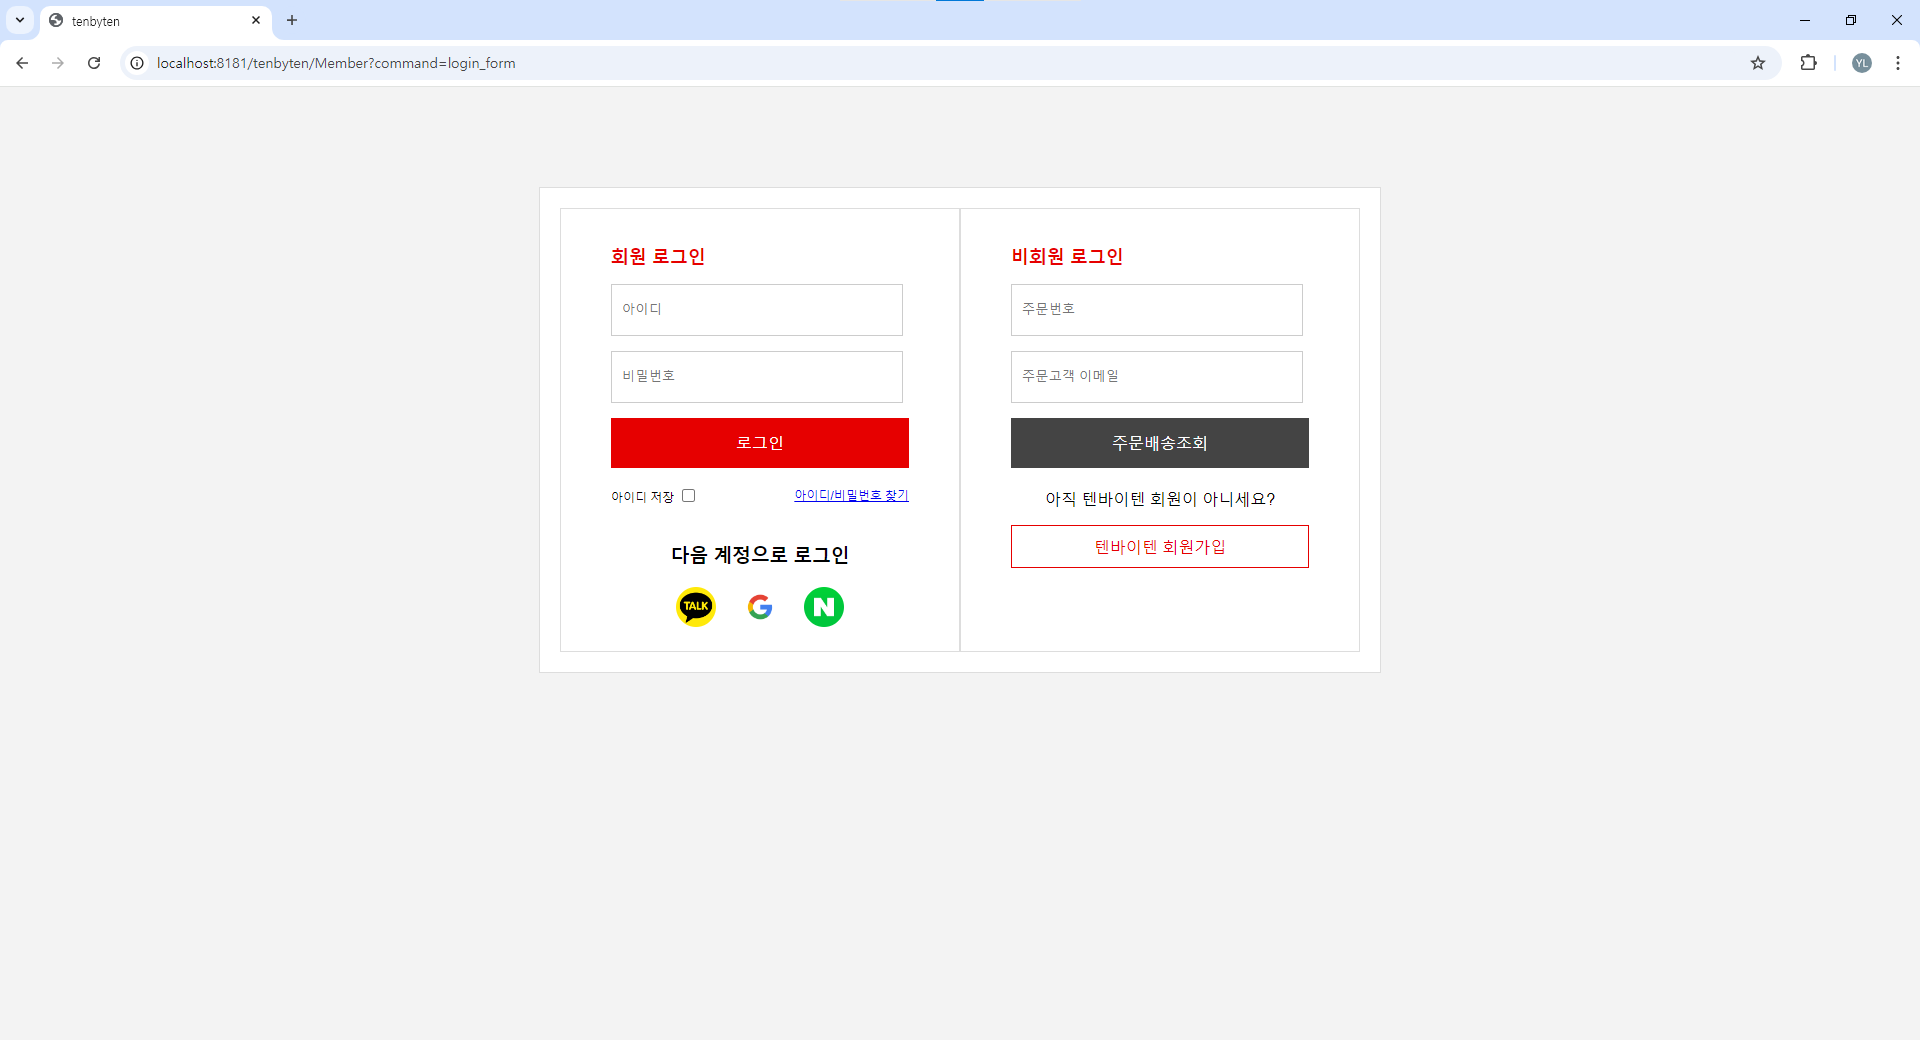 tenbyten
localhost:8181/tenbyten/Member?command=login_form
YL
회원 로그인
아이디
비밀번호
로그인
아이디 저장
아이디/비밀번호 찾기
다음 계정으로 로그인
TALK
G
N
비회원 로그인
주문번호
주문고객 이메일
주문배송조회
아직 텐바이텐 회원이 아니세요?
텐바이텐 회원가입